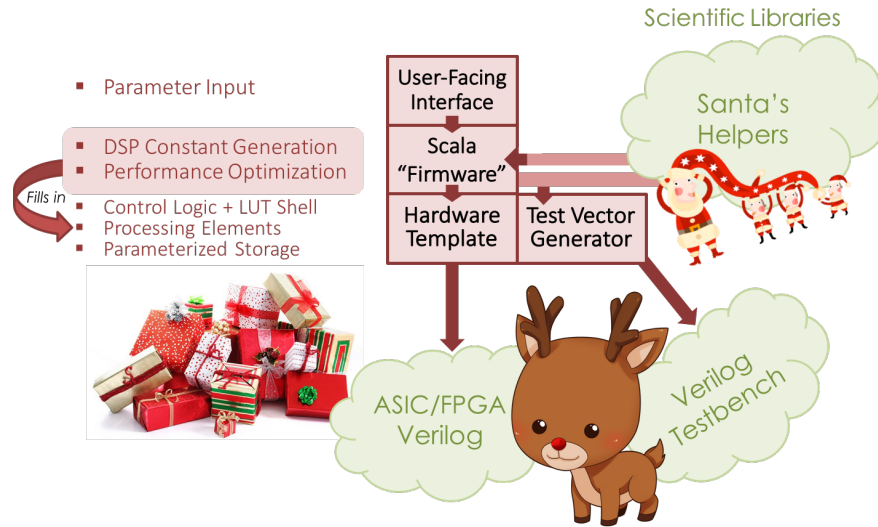 Scientific Libraries
Parameter Input
User-Facing
Interface
Santa's
Helpers
DSP Constant Generation
Performance Optimization
Scala
"Firmware"
Fills in
Control Logic + LUT Shell
Processing Elements
Parameterized Storage
Hardware
Template
Test Vector
Generator
ASIC/FPGA
Verilog
Verilog
Testbench